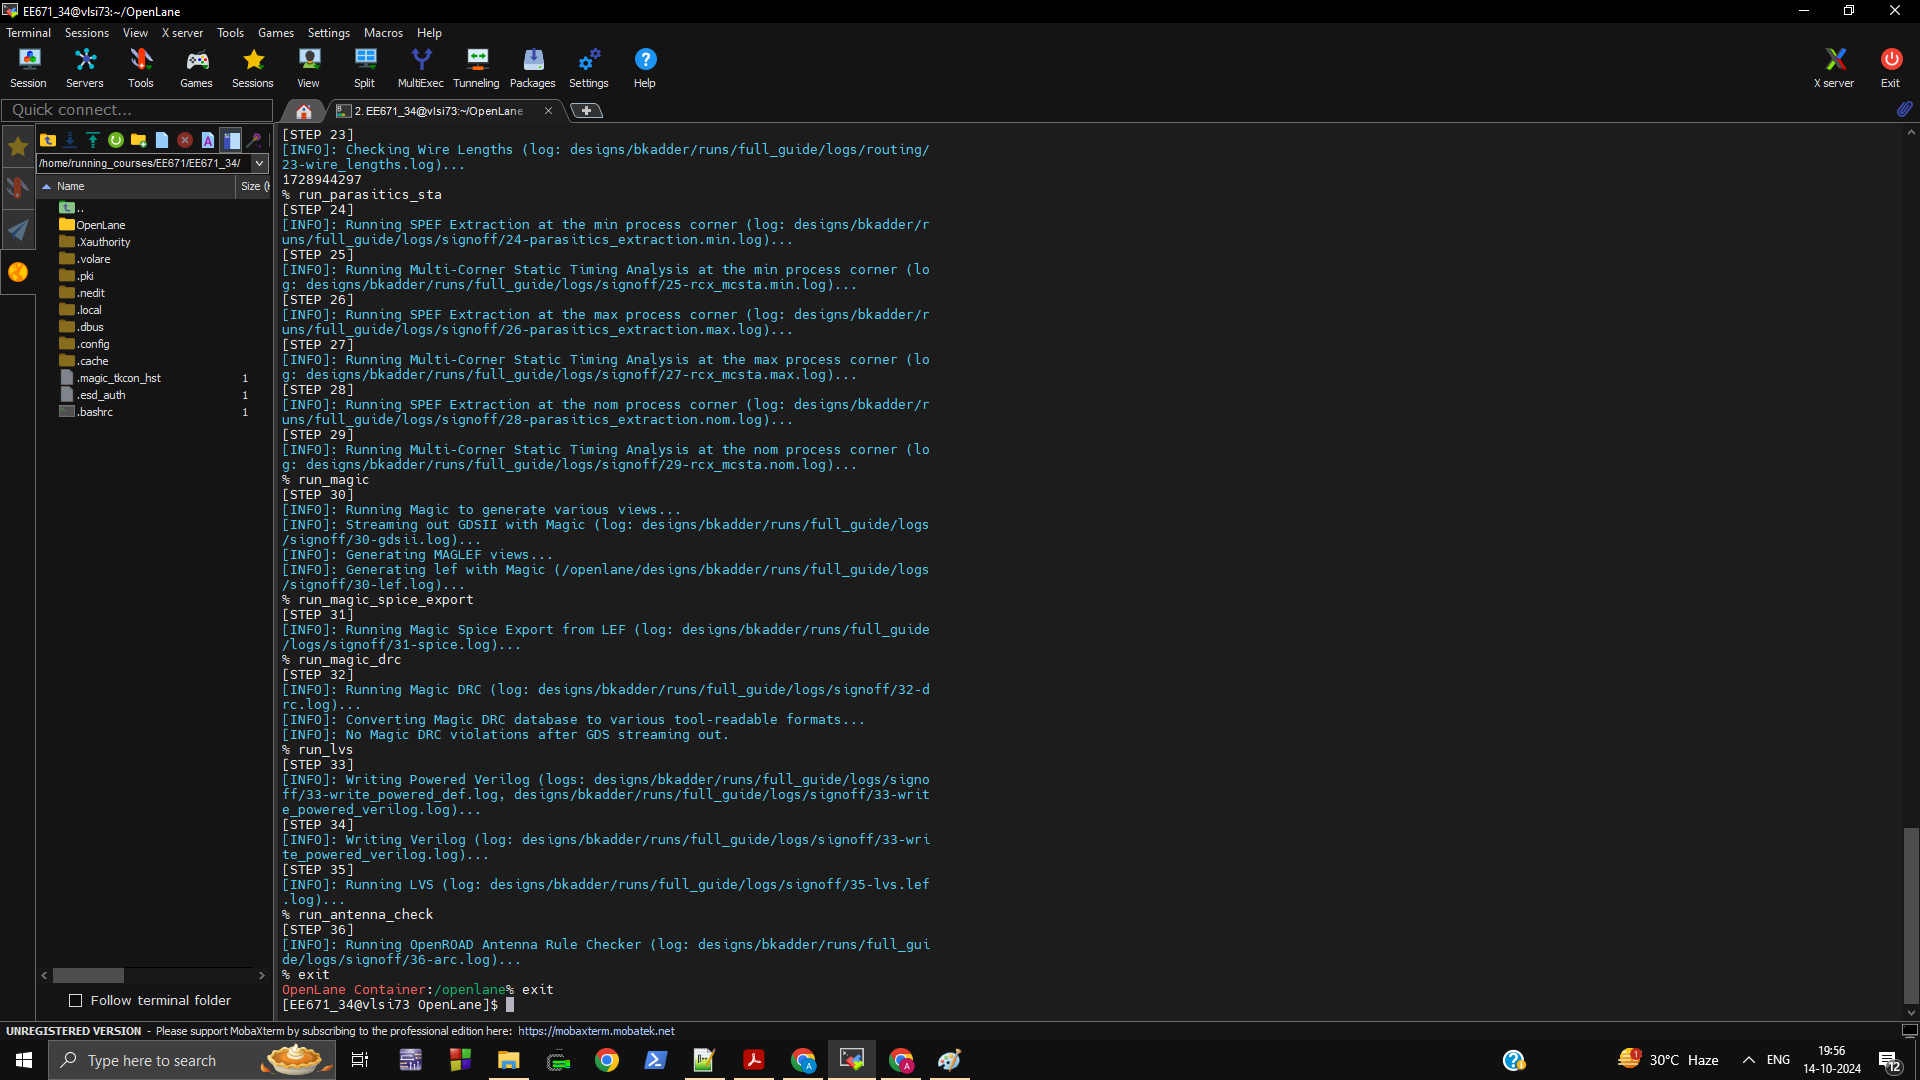 EE671_34@vlsi73:~/OpenLane
Terminal Sessions View X server Tools Games Settings Macros Help
Session Servers Tools Games Sessions View Split MultiExec Tunneling Packages Settings Help X server Exit
Quick connect...
2. EE671_34@vlsi73:~/OpenLane
/home/running_courses/EE671/EE671_34/
Name Size (
..
OpenLane
.Xauthority
.volare
.pki
.nedit
.local
.dbus
.config
.cache
.magic_tkcon_hst 1
.esd_auth 1
.bashrc 1
Follow terminal folder
[STEP 23]
[INFO]: Checking Wire Lengths (log: designs/bkadder/runs/full_guide/logs/routing/
23-wire_lengths.log)...
1728944297
% run_parasitics_sta
[STEP 24]
[INFO]: Running SPEF Extraction at the min process corner (log: designs/bkadder/r
uns/full_guide/logs/signoff/24-parasitics_extraction.min.log)...
[STEP 25]
[INFO]: Running Multi-Corner Static Timing Analysis at the min process corner (lo
g: designs/bkadder/runs/full_guide/logs/signoff/25-rcx_mcsta.min.log)...
[STEP 26]
[INFO]: Running SPEF Extraction at the max process corner (log: designs/bkadder/r
uns/full_guide/logs/signoff/26-parasitics_extraction.max.log)...
[STEP 27]
[INFO]: Running Multi-Corner Static Timing Analysis at the max process corner (lo
g: designs/bkadder/runs/full_guide/logs/signoff/27-rcx_mcsta.max.log)...
[STEP 28]
[INFO]: Running SPEF Extraction at the nom process corner (log: designs/bkadder/r
uns/full_guide/logs/signoff/28-parasitics_extraction.nom.log)...
[STEP 29]
[INFO]: Running Multi-Corner Static Timing Analysis at the nom process corner (lo
g: designs/bkadder/runs/full_guide/logs/signoff/29-rcx_mcsta.nom.log)...
% run_magic
[STEP 30]
[INFO]: Running Magic to generate various views...
[INFO]: Streaming out GDSII with Magic (log: designs/bkadder/runs/full_guide/logs
/signoff/30-gdsii.log)...
[INFO]: Generating MAGLEF views...
[INFO]: Generating lef with Magic (/openlane/designs/bkadder/runs/full_guide/logs
/signoff/30-lef.log)...
% run_magic_spice_export
[STEP 31]
[INFO]: Running Magic Spice Export from LEF (log: designs/bkadder/runs/full_guide
/logs/signoff/31-spice.log)...
% run_magic_drc
[STEP 32]
[INFO]: Running Magic DRC (log: designs/bkadder/runs/full_guide/logs/signoff/32-d
rc.log)...
[INFO]: Converting Magic DRC database to various tool-readable formats...
[INFO]: No Magic DRC violations after GDS streaming out.
% run_lvs
[STEP 33]
[INFO]: Writing Powered Verilog (logs: designs/bkadder/runs/full_guide/logs/signo
ff/33-write_powered_def.log, designs/bkadder/runs/full_guide/logs/signoff/33-writ
e_powered_verilog.log)...
[STEP 34]
[INFO]: Writing Verilog (log: designs/bkadder/runs/full_guide/logs/signoff/33-wri
te_powered_verilog.log)...
[STEP 35]
[INFO]: Running LVS (log: designs/bkadder/runs/full_guide/logs/signoff/35-lvs.lef
.log)...
% run_antenna_check
[STEP 36]
[INFO]: Running OpenROAD Antenna Rule Checker (log: designs/bkadder/runs/full_gui
de/logs/signoff/36-arc.log)...
% exit
OpenLane Container:/openlane% exit
[EE671_34@vlsi73 OpenLane]$
UNREGISTERED VERSION - Please support MobaXterm by subscribing to the professional edition here: https://mobaxterm.mobatek.net
Type here to search
30°C Haze ENG
19:56
14-10-2024
12